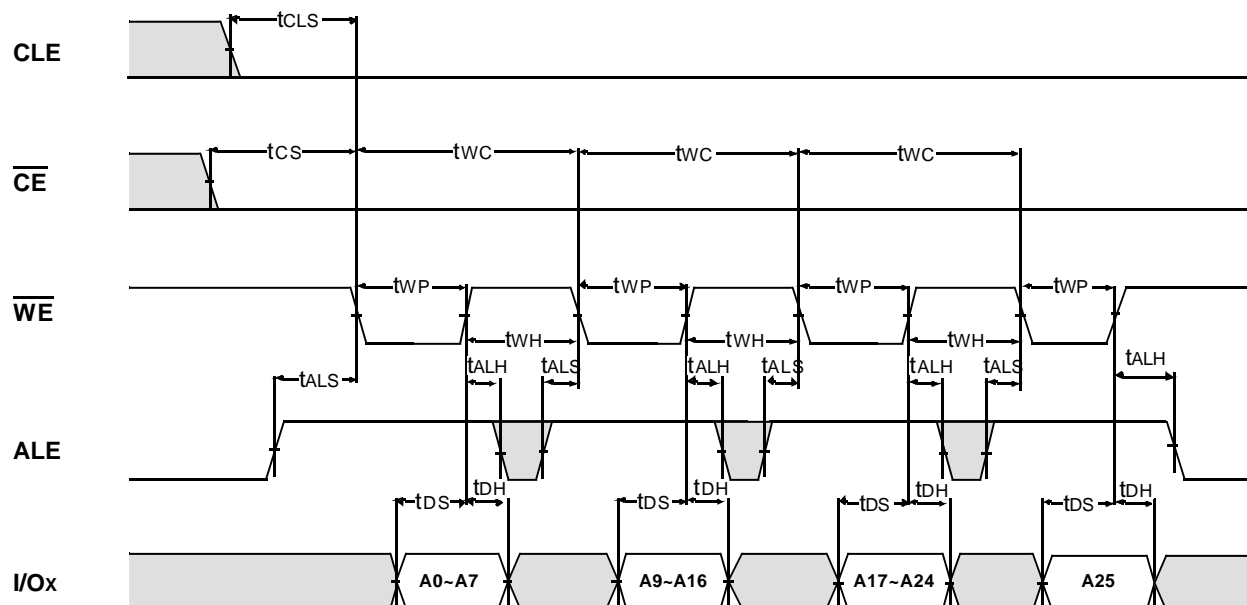 tCLS
CLE
tCS tWC tWC tWC
CE
tWP tWP tWP tWP
WE
tWH tWH tWH
tALH tALS tALH tALS tALH tALS tALH
tALS
ALE
tDS tDH tDS tDH tDS tDH tDS tDH
I/Ox A0~A7 A9~A16 A17~A24 A25